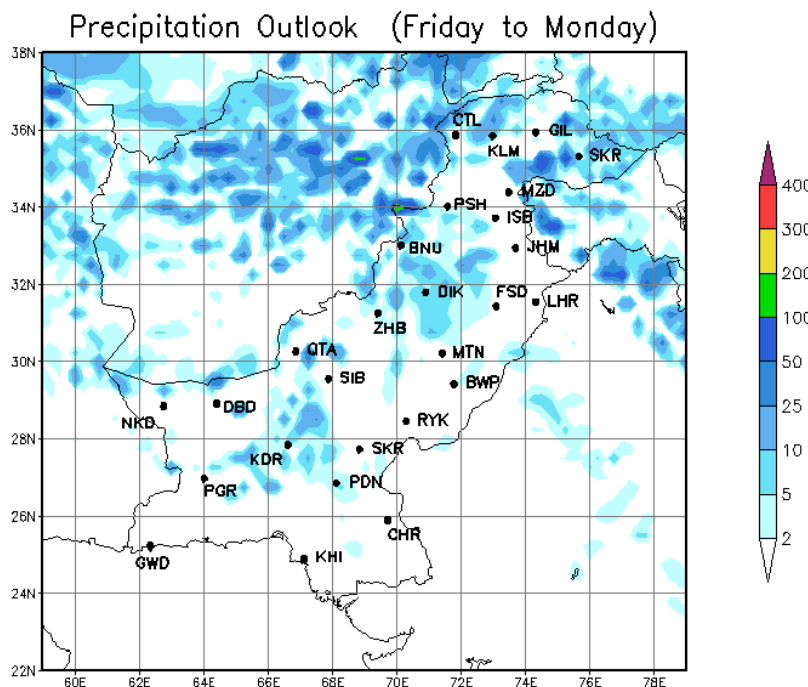 Precipitation Outlook (Friday to Monday)
38N
36N
34N
32N
30N
28N
26N
24N
22N
CTL
GIL
KLM
SKR
MZD
PSH
ISB
BNU
JHM
DIK
FSD
LHR
ZHB
QTA
MTN
SIB
BWP
NKD
DBD
RYK
KDR
SKR
PGR
PDN
CHR
GWD
KHI
60E 62E 64E 66E 68E 70E 72E 74E 76E 78E
400
300
200
100
50
25
10
5
2